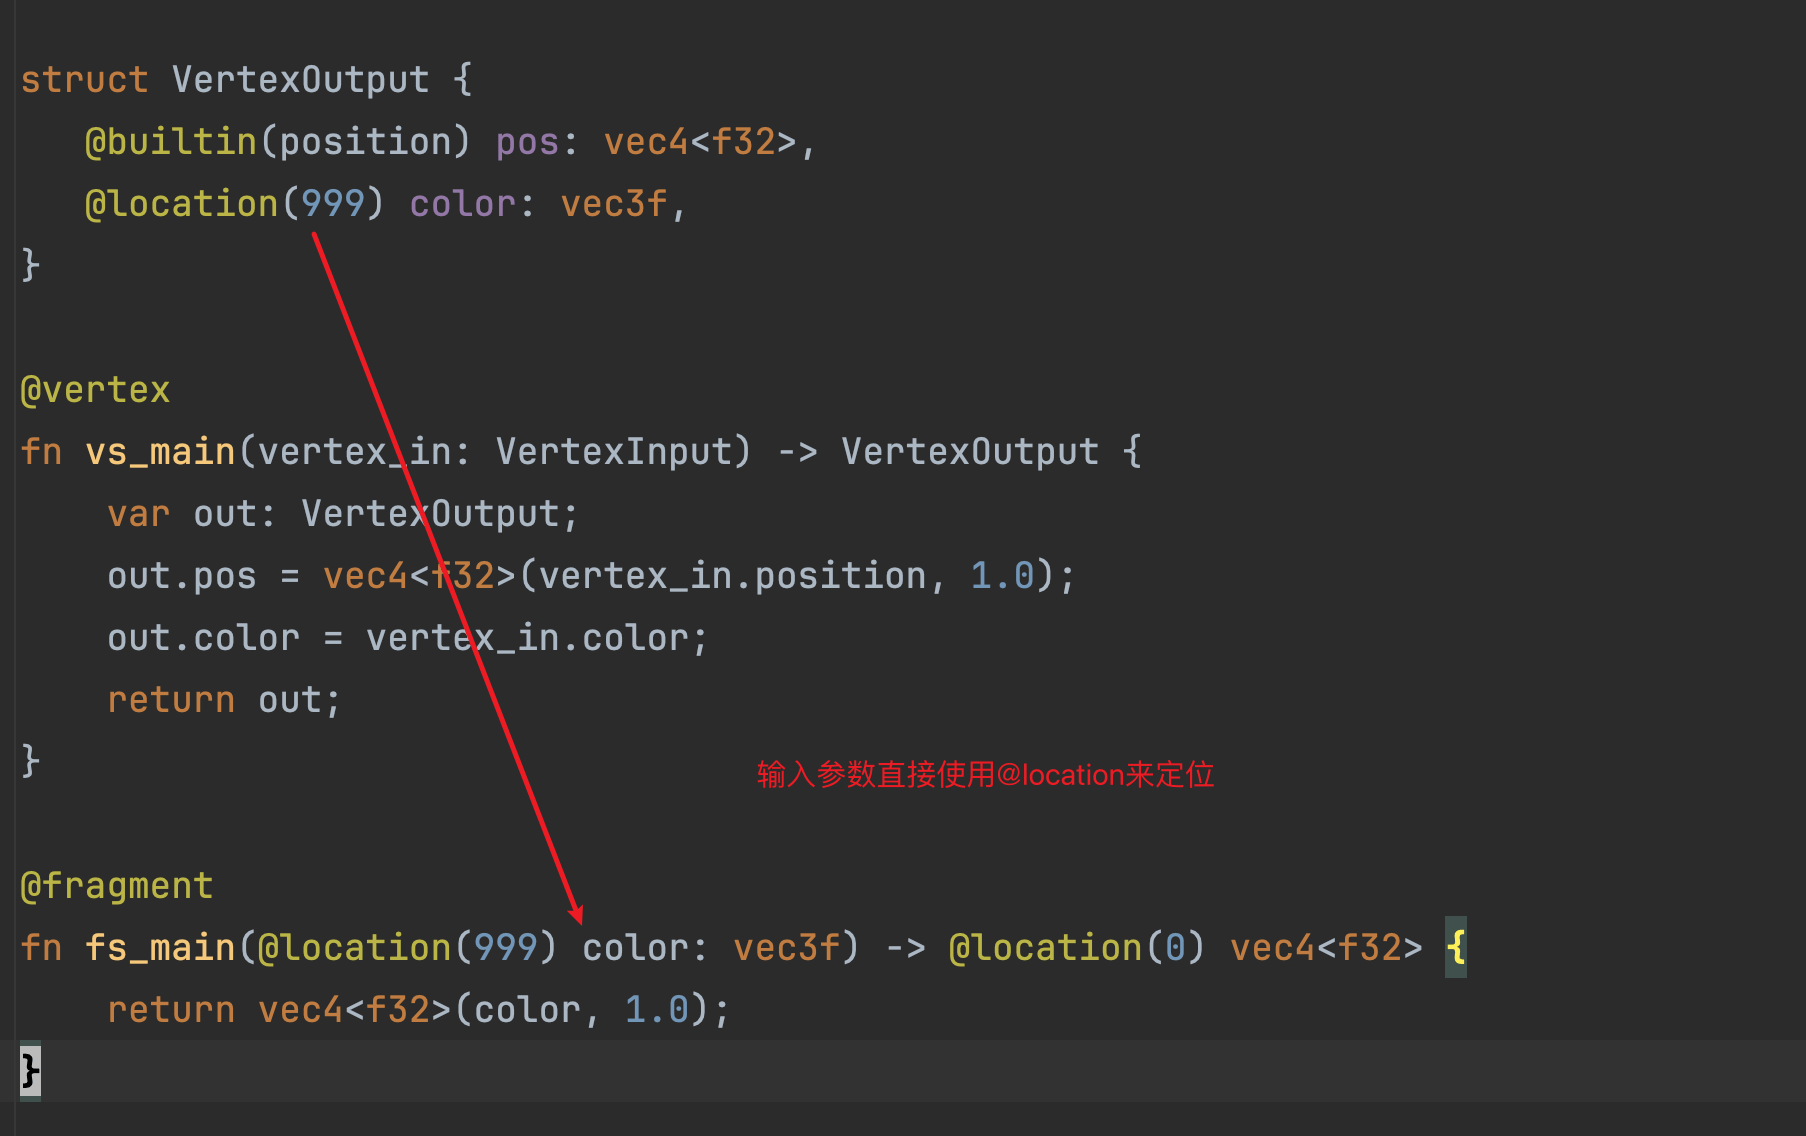 struct VertexOutput {
@builtin(position) pos: vec4<f32>,
@location(999) color: vec3f,
}
@vertex
fn vs_main(vertex_in: VertexInput) -> VertexOutput {
var out: VertexOutput;
out.pos = vec4<f32>(vertex_in.position, 1.0);
out.color = vertex_in.color;
return out;
}
输入参数直接使用@location来定位
@fragment
fn fs_main(@location(999) color: vec3f) -> @location(0) vec4<f32> {
return vec4<f32>(color, 1.0);
}